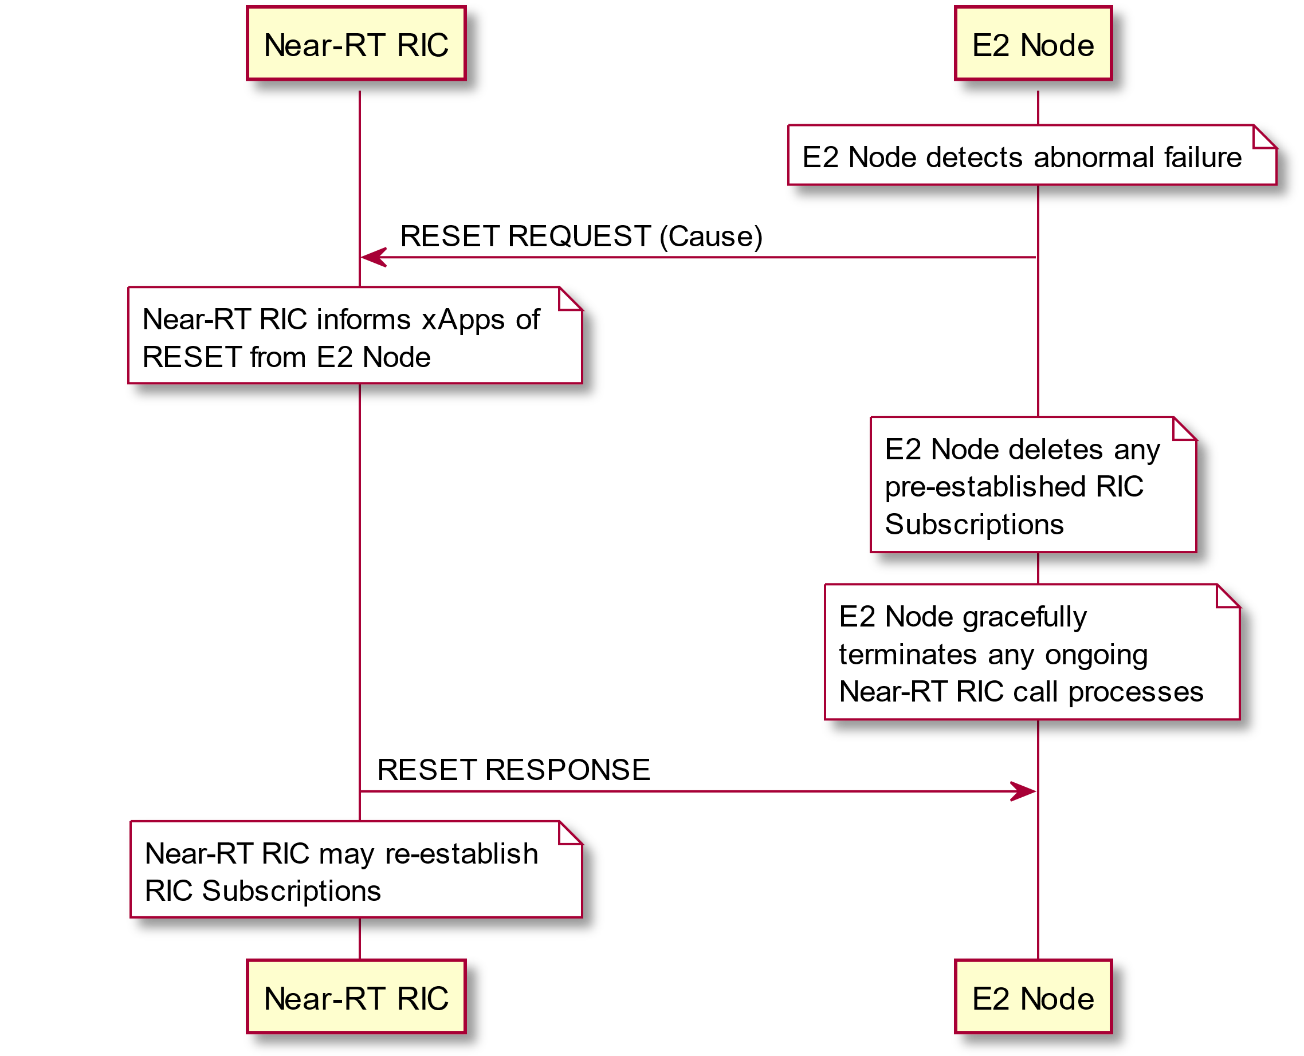 Near-RT RIC
E2 Node
E2 Node detects abnormal failure
RESET REQUEST (Cause)
Near-RT RIC informs xApps of
RESET from E2 Node
E2 Node deletes any
pre-established RIC
Subscriptions
E2 Node gracefully
terminates any ongoing
Near-RT RIC call processes
RESET RESPONSE
Near-RT RIC may re-establish
RIC Subscriptions
Near-RT RIC
E2 Node